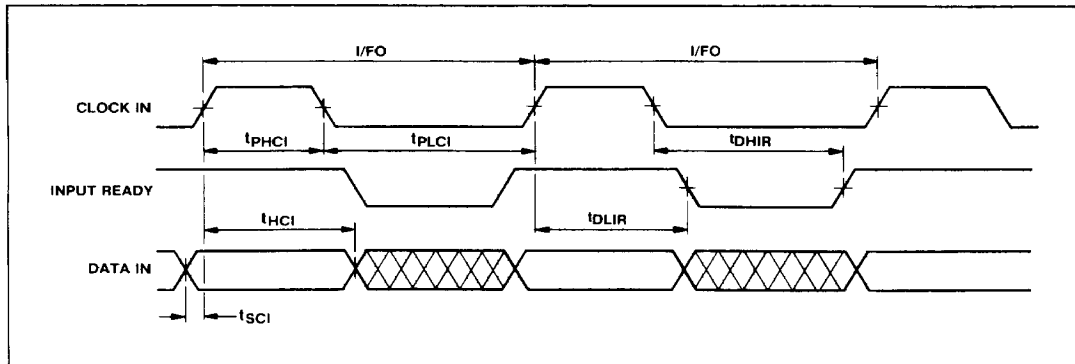 I/FO I/FO
CLOCK IN
tPHCI tPLCI tDHIR
INPUT READY
tHCI tDLIR
DATA IN
tSCI